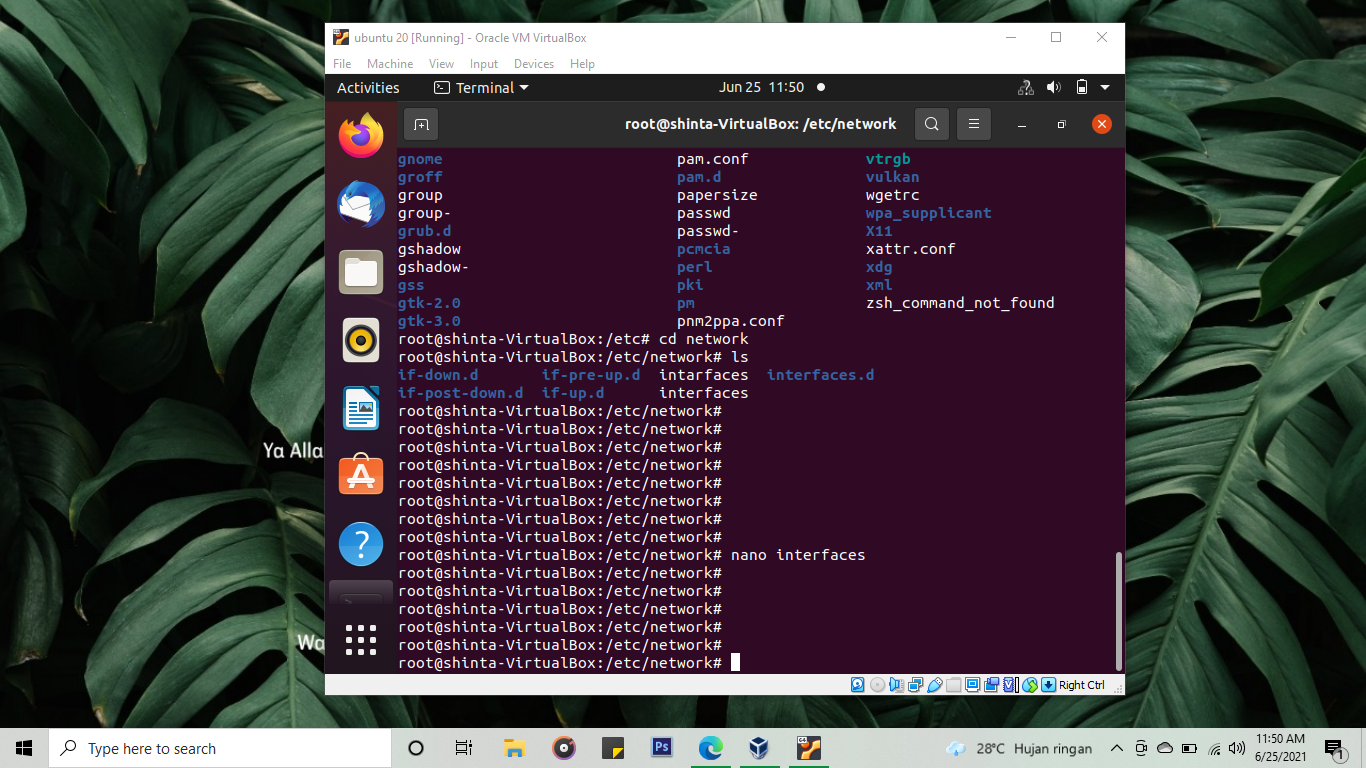 ubuntu 20 [Running] - Oracle VM VirtualBox
File Machine View Input Devices Help
Activities Terminal Jun 25 11:50
root@shinta-VirtualBox: /etc/network
gnome pam.conf vtrgb
groff pam.d vulkan
group papersize wgetrc
group- passwd wpa_supplicant
grub.d passwd- X11
gshadow pcmcia xattr.conf
gshadow- perl xdg
gss pki xml
gtk-2.0 pm zsh_command_not_found
gtk-3.0 pnm2ppa.conf
root@shinta-VirtualBox:/etc# cd network
root@shinta-VirtualBox:/etc/network# ls
if-down.d if-pre-up.d intarfaces interfaces.d
if-post-down.d if-up.d interfaces
root@shinta-VirtualBox:/etc/network#
root@shinta-VirtualBox:/etc/network#
root@shinta-VirtualBox:/etc/network#
root@shinta-VirtualBox:/etc/network#
root@shinta-VirtualBox:/etc/network#
root@shinta-VirtualBox:/etc/network#
root@shinta-VirtualBox:/etc/network#
root@shinta-VirtualBox:/etc/network#
root@shinta-VirtualBox:/etc/network# nano interfaces
root@shinta-VirtualBox:/etc/network#
root@shinta-VirtualBox:/etc/network#
root@shinta-VirtualBox:/etc/network#
root@shinta-VirtualBox:/etc/network#
root@shinta-VirtualBox:/etc/network#
root@shinta-VirtualBox:/etc/network#
Right Ctrl
Ya Alla
Wa
Type here to search
Ps
64
28°C Hujan ringan
11:50 AM
6/25/2021
1